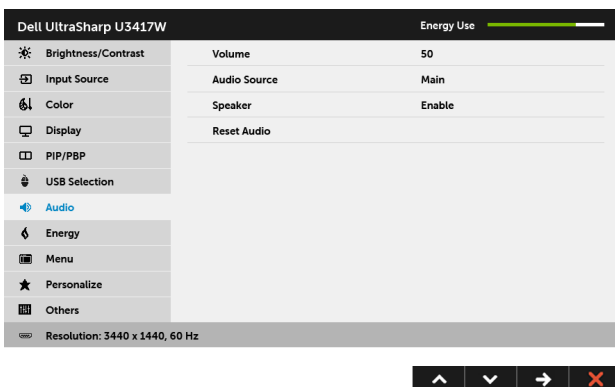 Dell UltraSharp U3417W Energy Use
Brightness/Contrast Volume 50
Input Source Audio Source Main
Color Speaker Enable
Display Reset Audio
PIP/PBP
USB Selection
Audio
Energy
Menu
Personalize
Others
Resolution: 3440 x 1440, 60 Hz